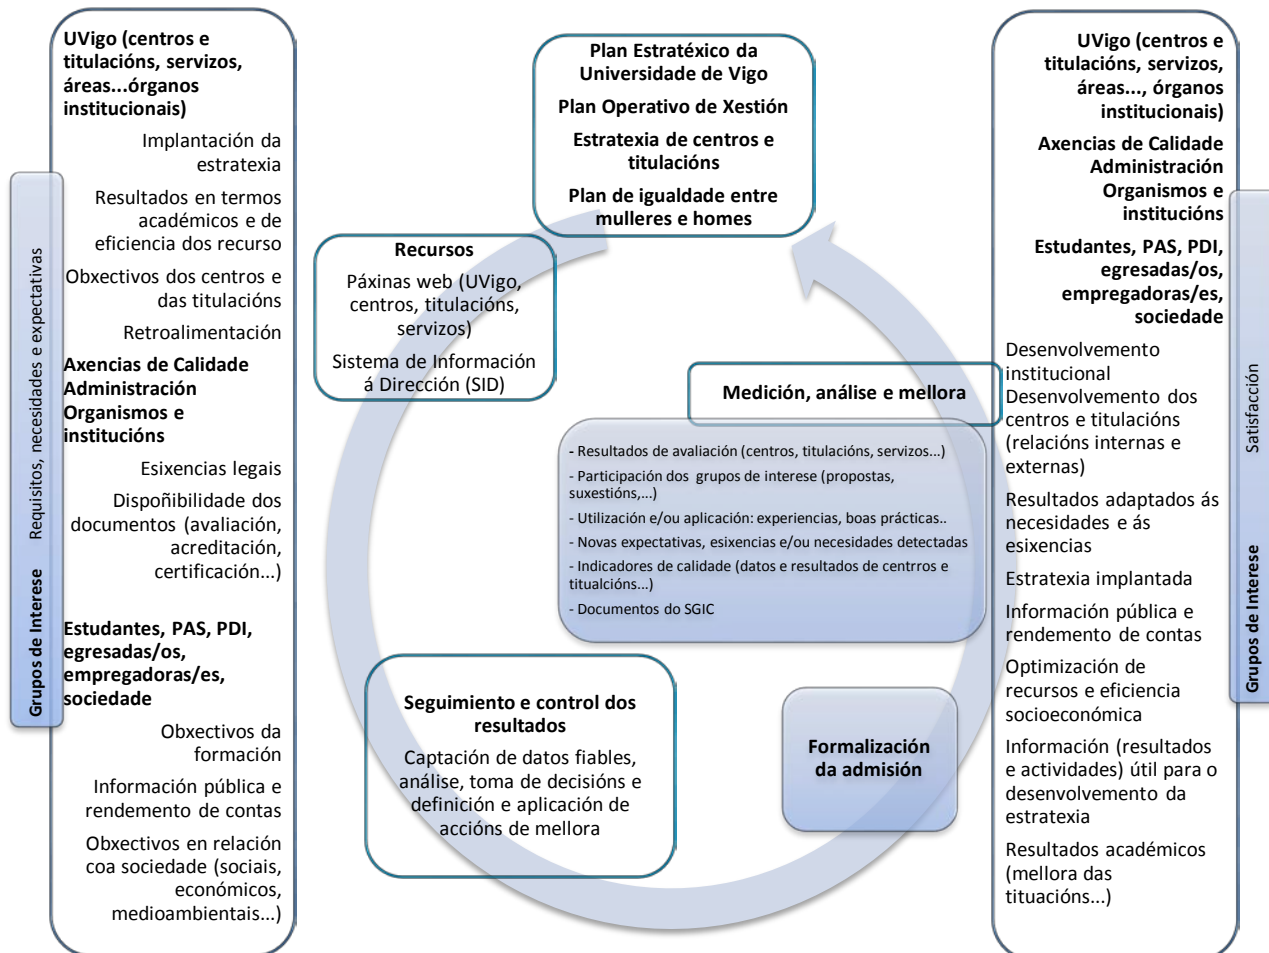 UVigo (centros e
titulacións, servizos,
áreas...órganos
institucionais)
Implantación da
estratexia
Resultados en termos
académicos e de
eficiencia dos recurso
Obxectivos dos centros e
das titulacións
Retroalimentación
Axencias de Calidade
Administración
Organismos e
institucións
Esixencias legais
Dispoñibilidade dos
documentos (avaliación,
acreditación,
certificación...)
Estudantes, PAS, PDI,
egresadas/os,
empregadoras/es,
sociedade
Obxectivos da
formación
Información pública e
rendemento de contas
Obxectivos en relación
coa sociedade (sociais,
económicos,
medioambientais...)
Grupos de Interese Requisitos, necesidades e expectativas
Plan Estratéxico da
Universidade de Vigo
Plan Operativo de Xestión
Estratexia de centros e
titulacións
Plan de igualdade entre
mulleres e homes
Recursos
Páxinas web (UVigo,
centros, titulacións,
servizos)
Sistema de Información
á Dirección (SID)
Medición, análise e mellora
- Resultados de avaliación (centros, titulacións, servizos...)
- Participación dos grupos de interese (propostas,
suxestións,...)
- Utilización e/ou aplicación: experiencias, boas prácticas..
- Novas expectativas, esixencias e/ou necesidades detectadas
- Indicadores de calidade (datos e resultados de centrros e
titualcións...)
- Documentos do SGIC
Seguimiento e control dos
resultados
Captación de datos fiables,
análise, toma de decisións e
definición e aplicación de
accións de mellora
Formalización
da admisión
UVigo (centros e
titulacións, servizos,
áreas..., órganos
institucionais)
Axencias de Calidade
Administración
Organismos e
institucións
Estudantes, PAS, PDI,
egresadas/os,
empregadoras/es,
sociedade
Desenvolvemento
institucional
Desenvolvemento dos
centros e titulacións
(relacións internas e
externas)
Resultados adaptados ás
necesidades e ás
esixencias
Estratexia implantada
Información pública e
rendemento de contas
Optimización de
recursos e eficiencia
socioeconómica
Información (resultados
e actividades) útil para o
desenvolvemento da
estratexia
Resultados académicos
(mellora das
tituacións...)
Grupos de Interese Satisfacción